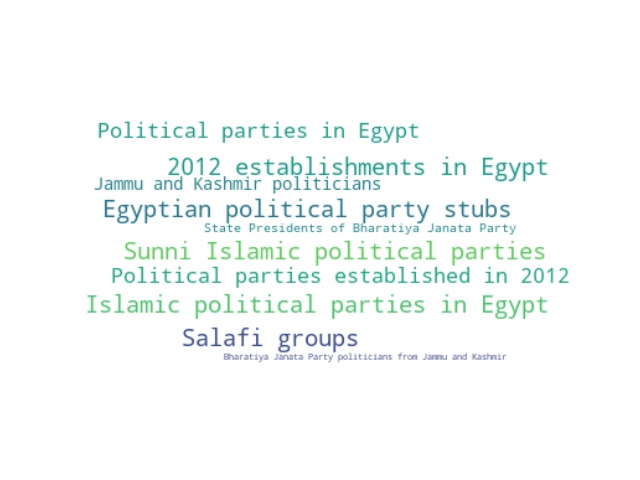 Political parties in Egypt
2012 establishments in Egypt
Jammu and Kashmir politicians
Egyptian political party stubs
State Presidents of Bharatiya Janata Party
Sunni Islamic political parties
Political parties established in 2012
Islamic political parties in Egypt
Salafi groups
Bharatiya Janata Party politicians from Jammu and Kashmir